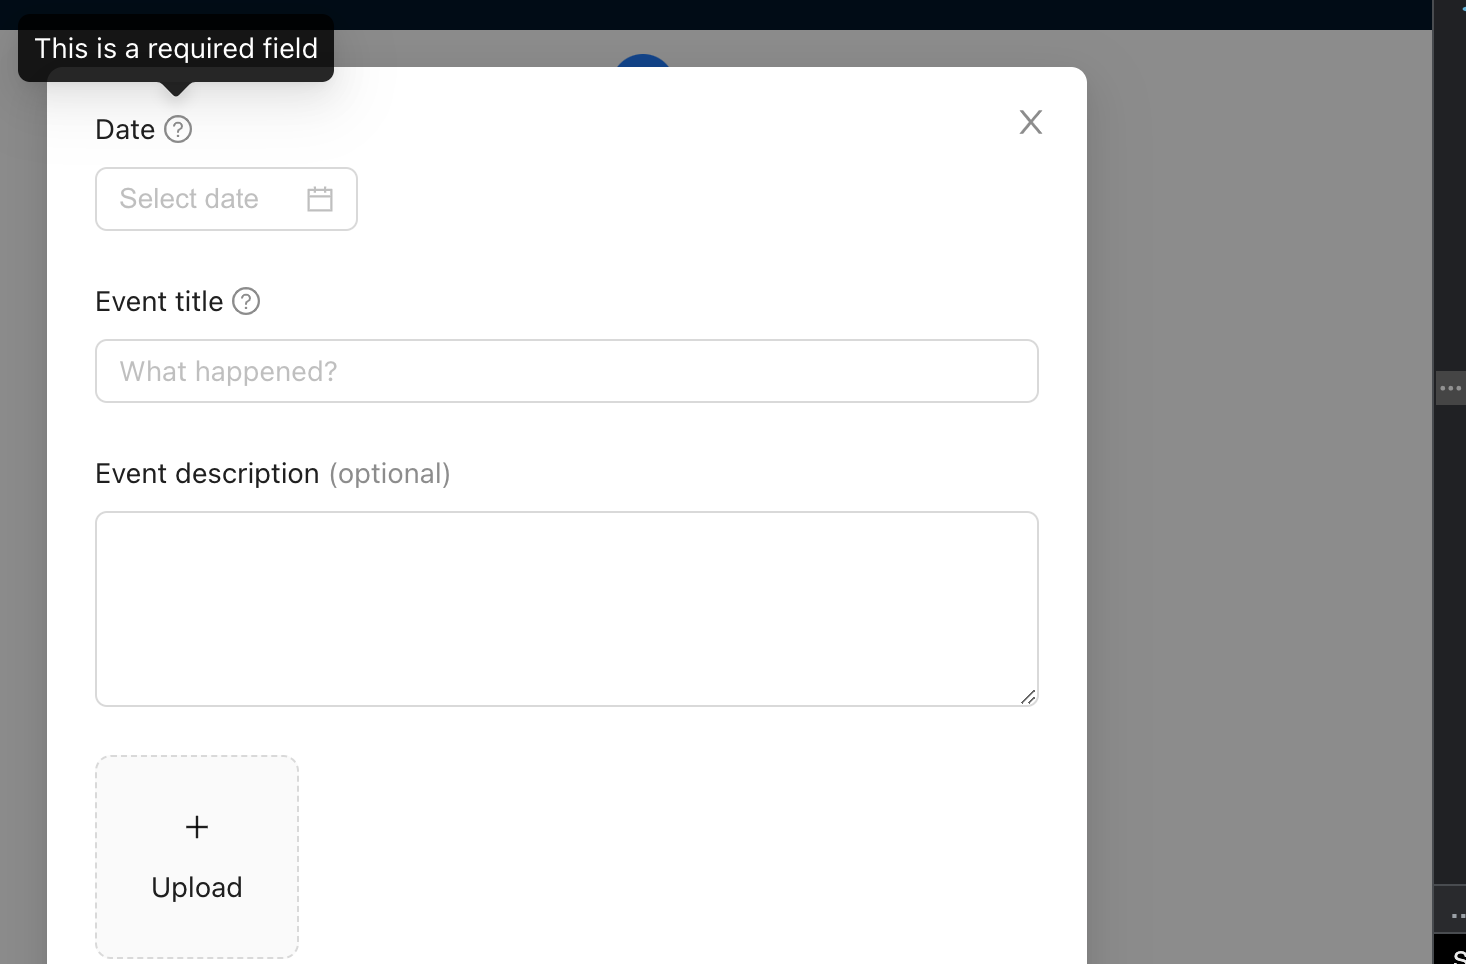 This is a required field
Date
Select date
Event title
What happened?
Event description (optional)
+
Upload